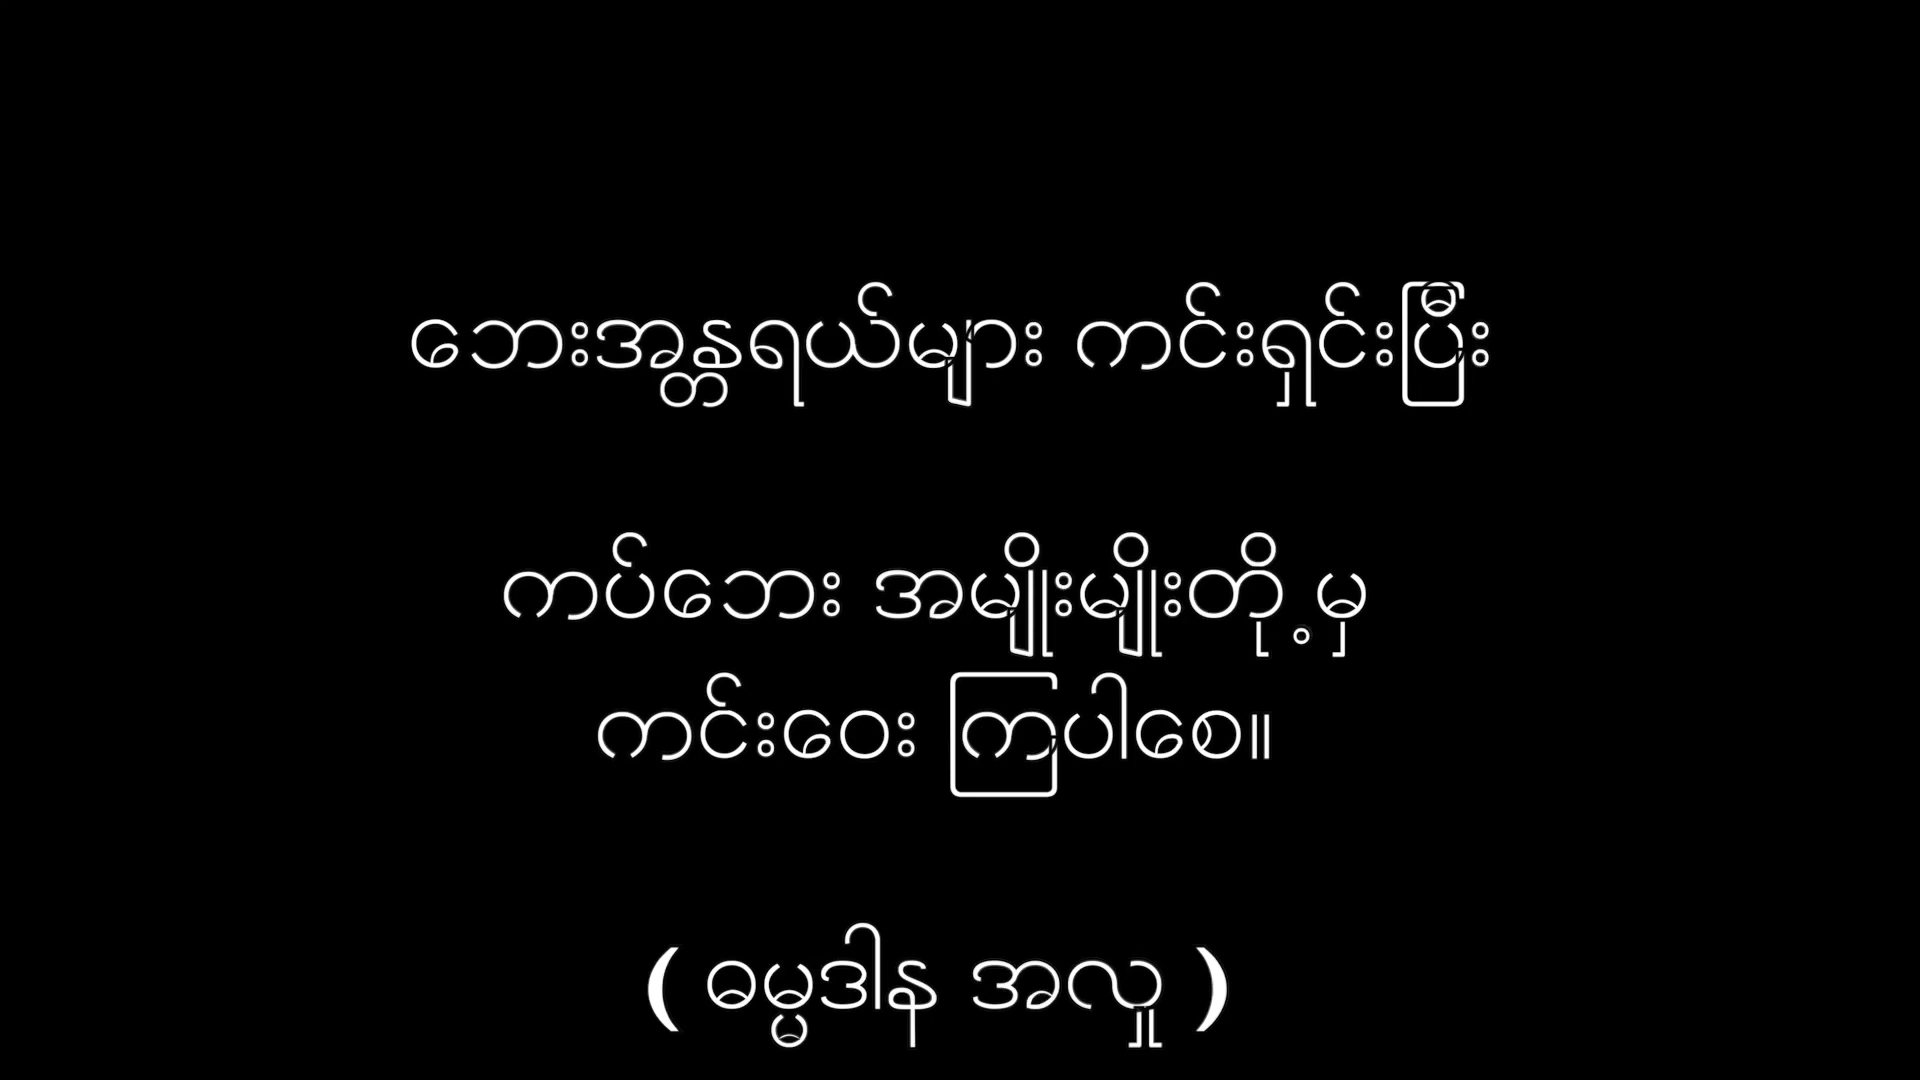 ဘေးအန္တရယ်များ ကင်းရှင်းပြီး
ကပ်ဘေး အမျိုးမျိုးတို့မှ
ကင်းဝေး ကြပါစေ။
( ဓမ္မဒါန အလှူ )